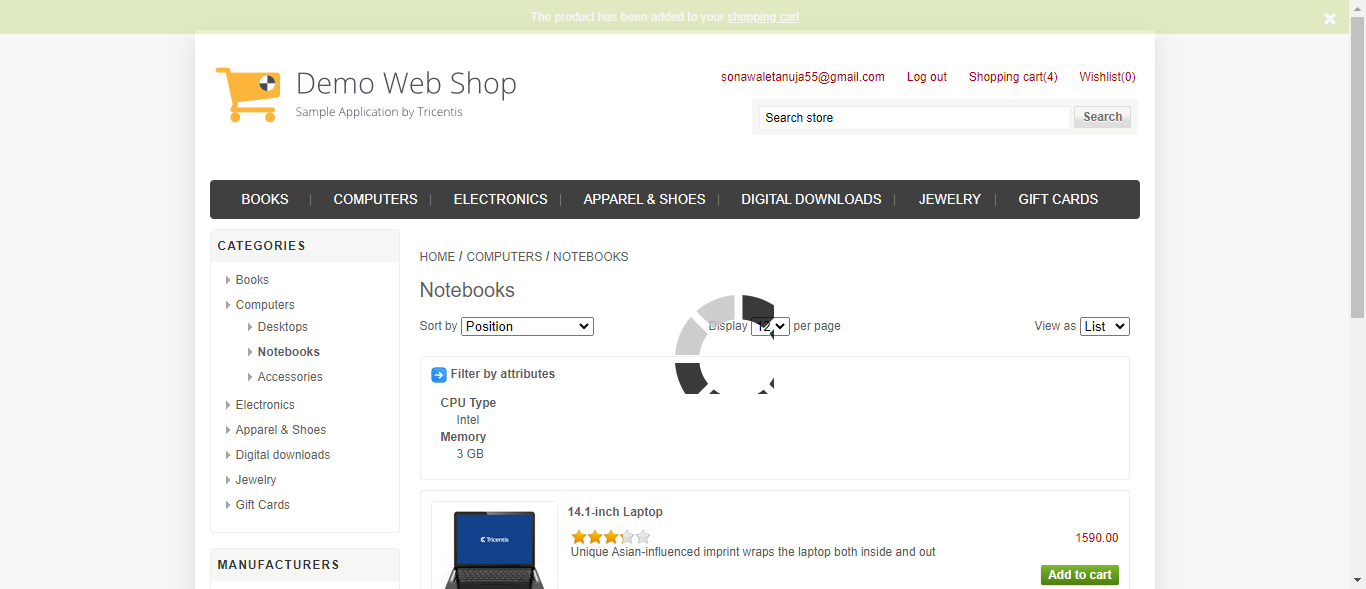 The product has been added to your shopping cart
Demo Web Shop
Sample Application by Tricentis
sonawaletanuja55@gmail.com Log out Shopping cart(4) Wishlist(0)
Search store Search
BOOKS COMPUTERS ELECTRONICS APPAREL & SHOES DIGITAL DOWNLOADS JEWELRY GIFT CARDS
CATEGORIES
Books
Computers
Desktops
Notebooks
Accessories
Electronics
Apparel & Shoes
Digital downloads
Jewelry
Gift Cards
MANUFACTURERS
HOME / COMPUTERS / NOTEBOOKS
Notebooks
Sort by Position Display 12 per page View as List
Filter by attributes
CPU Type
Intel
Memory
3 GB
Tricentis
14.1-inch Laptop
1590.00
Unique Asian-influenced imprint wraps the laptop both inside and out
Add to cart